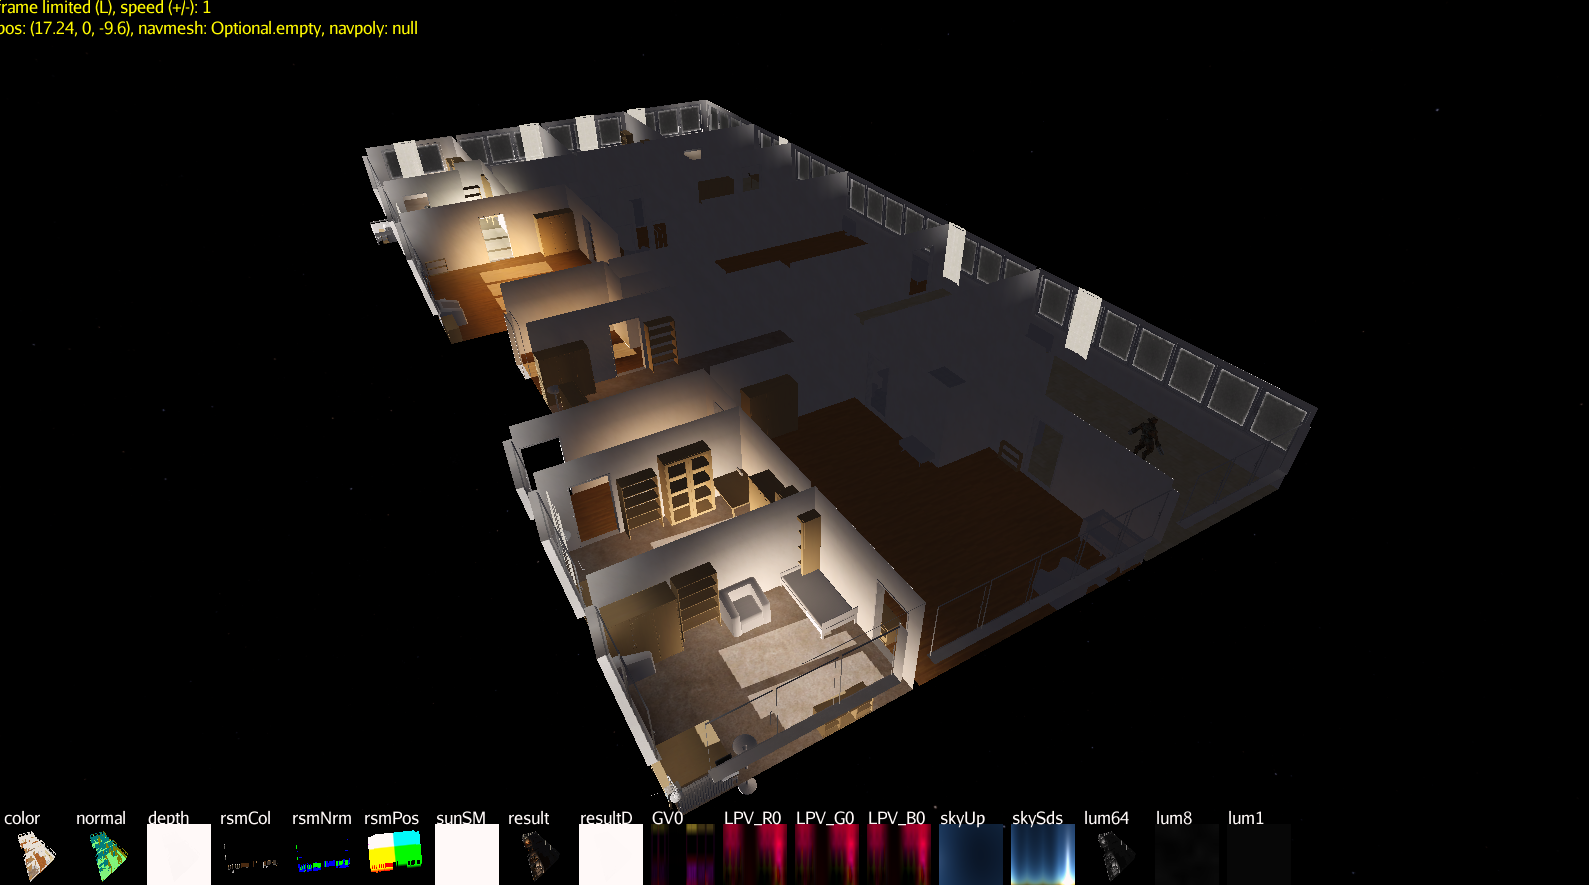 frame limited (L), speed (+/-): 1
pos: (17.24, 0, -9.6), navmesh: Optional.empty, navpoly: null
color normal depth rsmCol rsmNrm rsmPos sunSM result resultD GV0 LPV_R0 LPV_G0 LPV_B0 skyUp skySds lum64 lum8 lum1